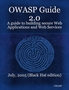 OWASP Guide
2.0
A guide to building secure Web
Applications and Web Services
July, 2005 (Black Hat edition)